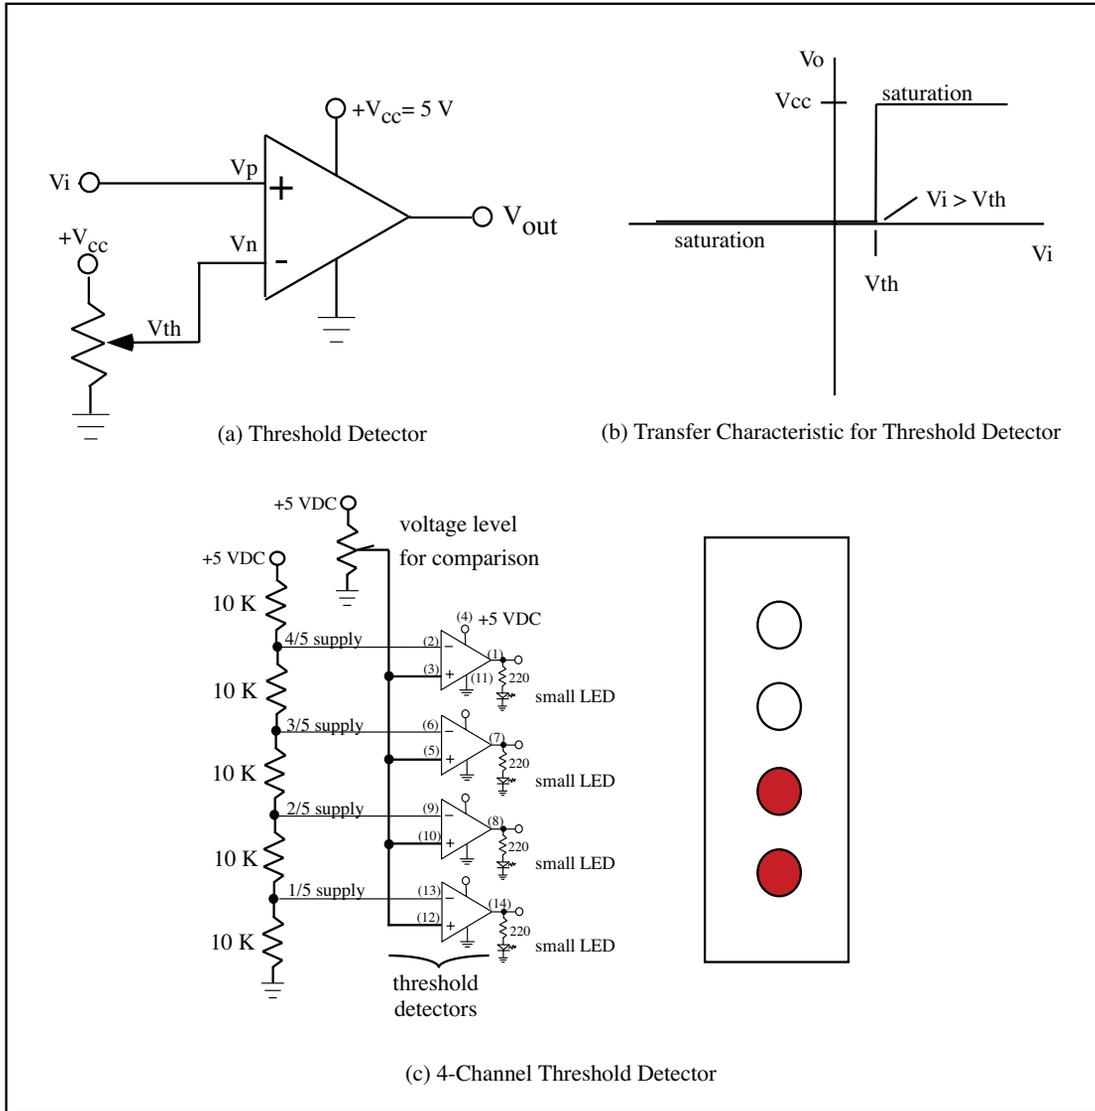 +Vcc= 5 V
Vi
Vp
+
Vn
-
Vout
+Vcc
Vth
(a) Threshold Detector
Vo
Vcc
saturation
Vi > Vth
saturation
Vi
Vth
(b) Transfer Characteristic for Threshold Detector
+5 VDC
voltage level
for comparison
+5 VDC
10 K
4/5 supply
(4)
+5 VDC
(2)
−
(1)
(3)
+
(11)
220
small LED
10 K
3/5 supply
(6)
−
(7)
(5)
+
220
small LED
10 K
2/5 supply
(9)
−
(8)
(10)
+
220
small LED
10 K
1/5 supply
(13)
−
(14)
(12)
+
220
small LED
10 K
threshold
detectors
(c) 4-Channel Threshold Detector